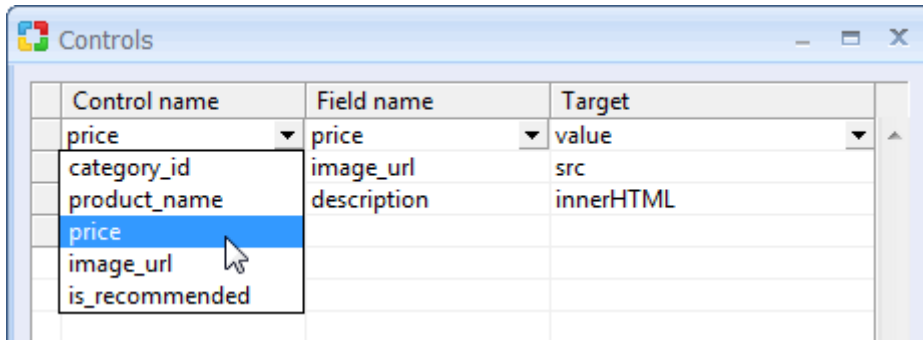 Controls
Control name Field name Target
price price value
category_id image_url src
product_name description innerHTML
price
image_url
is_recommended